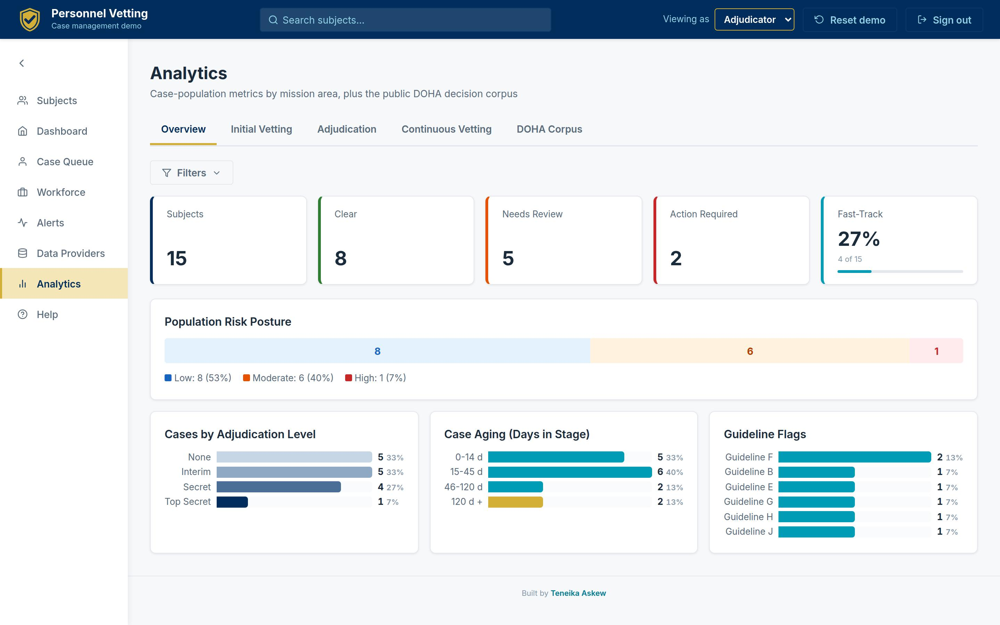 Personnel Vetting
Case management demo
Search subjects...
Viewing as
Adjudicator
Reset demo
Sign out
Subjects
Dashboard
Case Queue
Workforce
Alerts
Data Providers
Analytics
Help
Analytics
Case-population metrics by mission area, plus the public DOHA decision corpus
Overview
Initial Vetting
Adjudication
Continuous Vetting
DOHA Corpus
Filters
Subjects
15
Clear
8
Needs Review
5
Action Required
2
Fast-Track
27%
4 of 15
Population Risk Posture
8
6
1
Low: 8 (53%)
Moderate: 6 (40%)
High: 1 (7%)
Cases by Adjudication Level
None 5 33%
Interim 5 33%
Secret 4 27%
Top Secret 1 7%
Case Aging (Days in Stage)
0-14 d 5 33%
15-45 d 6 40%
46-120 d 2 13%
120 d + 2 13%
Guideline Flags
Guideline F 2 13%
Guideline B 1 7%
Guideline E 1 7%
Guideline G 1 7%
Guideline H 1 7%
Guideline J 1 7%
Built by Teneika Askew